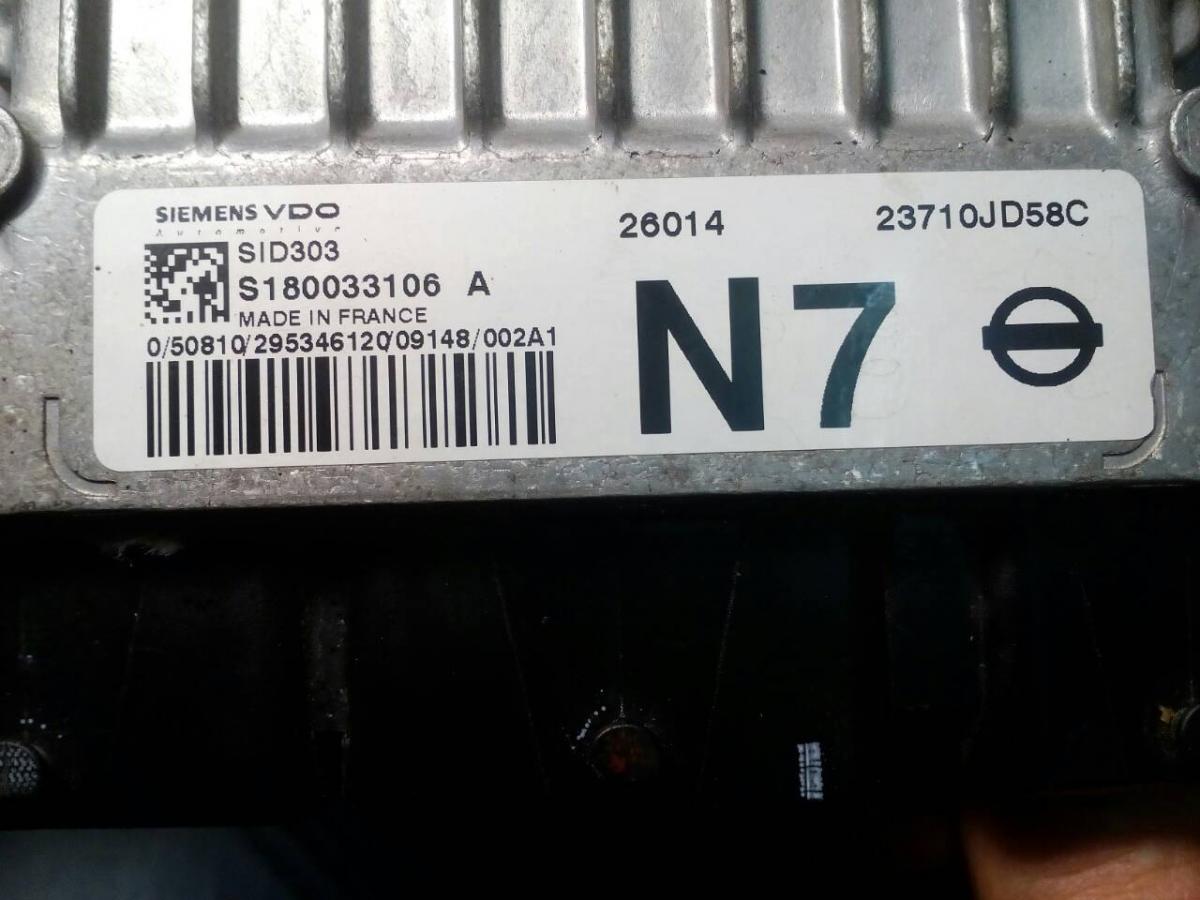 SIEMENS VDO
Automotive
SID303
S180033106 A
MADE IN FRANCE
0/50810/295346120/09148/002A1
26014
23710JD58C
N7